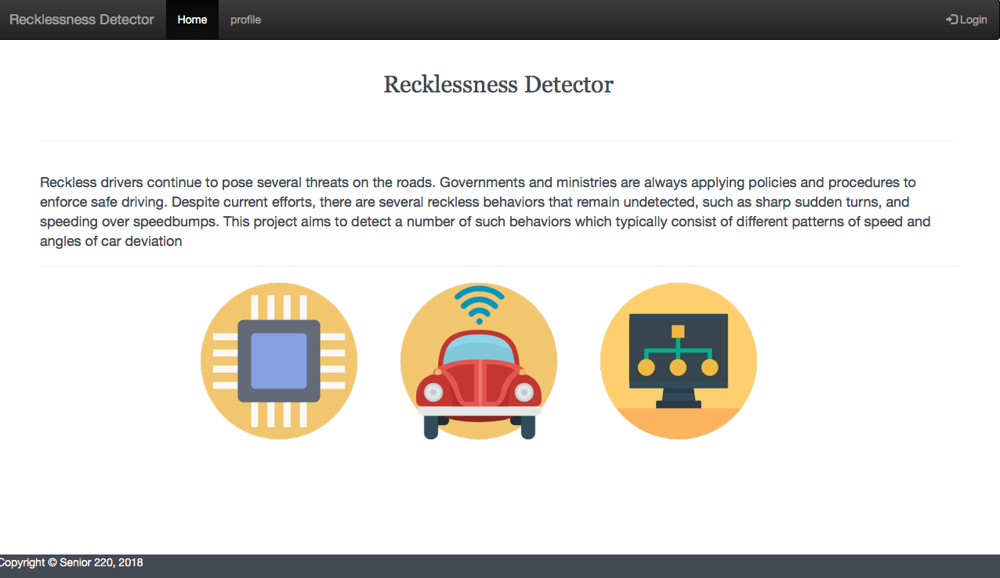 Recklessness Detector Home profile Login
Recklessness Detector
Reckless drivers continue to pose several threats on the roads. Governments and ministries are always applying policies and procedures to
enforce safe driving. Despite current efforts, there are several reckless behaviors that remain undetected, such as sharp sudden turns, and
speeding over speedbumps. This project aims to detect a number of such behaviors which typically consist of different patterns of speed and
angles of car deviation
Copyright © Senior 220, 2018